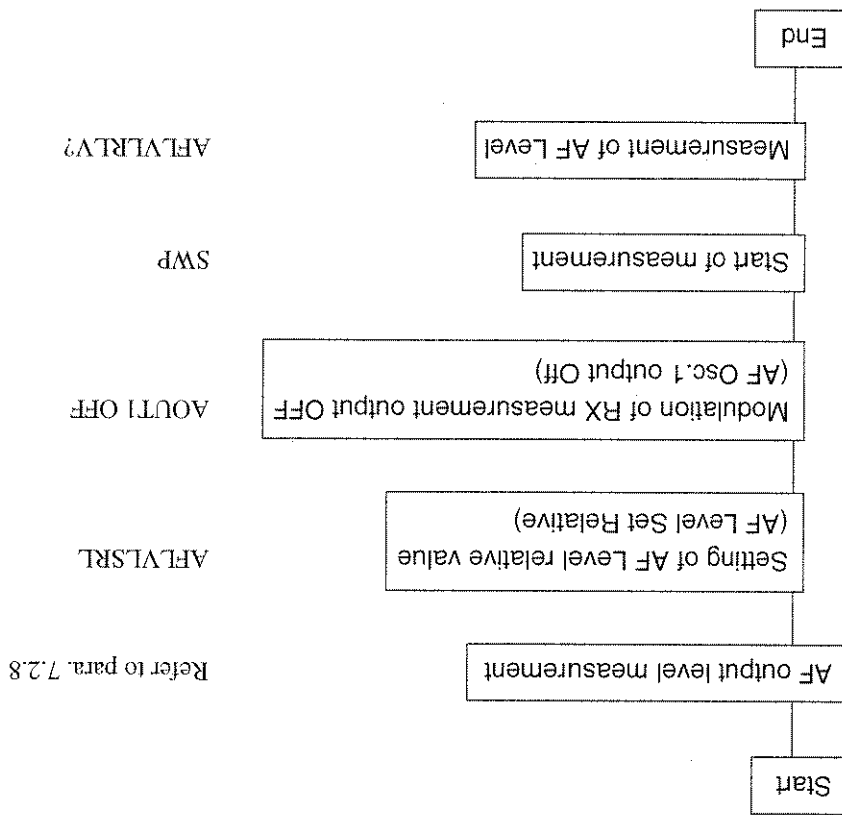 Start
AF output level measurement
Refer to para. 7.2.8
Setting of AF Level relative value
(AF Level Set Relative)
AFLVLSRL
Modulation of RX measurement output OFF
(AF Osc.1 output Off)
AOUT1 OFF
Start of measurement
SWP
Measurement of AF Level
AFLVLRLV?
End